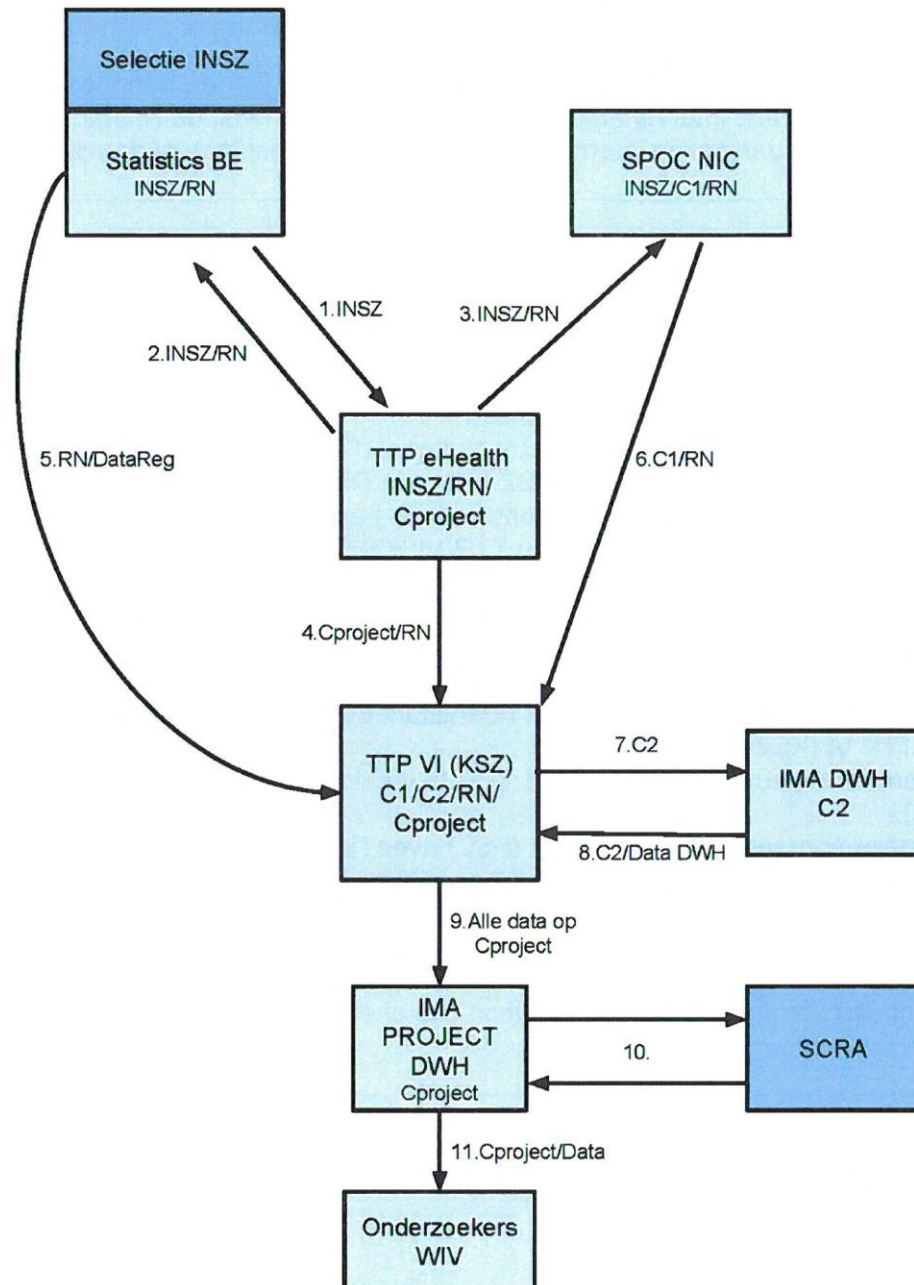 Selectie INSZ
Statistics BE
INSZ/RN
SPOC NIC
INSZ/C1/RN
1.INSZ
2.INSZ/RN
3.INSZ/RN
TTP eHealth
INSZ/RN/
Cproject
5.RN/DataReg
6.C1/RN
4.Cproject/RN
TTP VI (KSZ)
C1/C2/RN/
Cproject
7.C2
IMA DWH
C2
8.C2/Data DWH
9.Alle data op
Cproject
IMA
PROJECT
DWH
Cproject
10.
SCRA
11.Cproject/Data
Onderzoekers
WIV